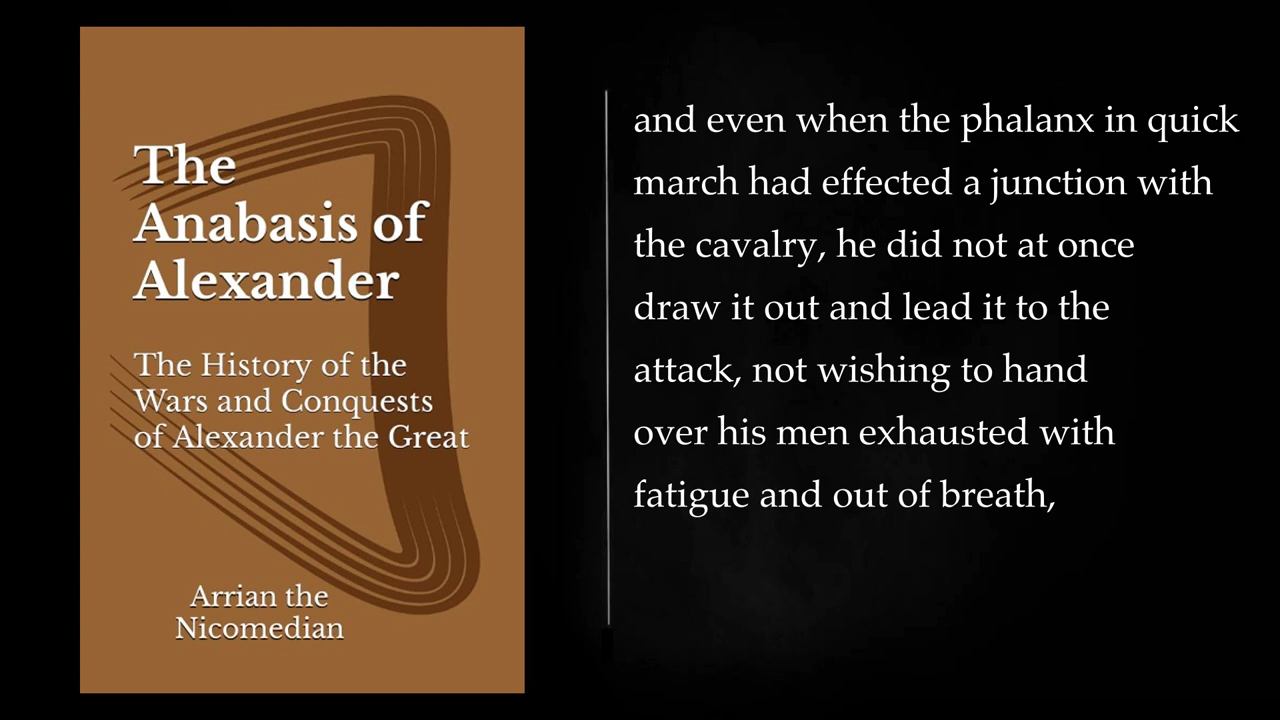 The
Anabasis of
Alexander
The History of the
Wars and Conquests
of Alexander the Great
Arrian the
Nicomedian
and even when the phalanx in quick
march had effected a junction with
the cavalry, he did not at once
draw it out and lead it to the
attack, not wishing to hand
over his men exhausted with
fatigue and out of breath,